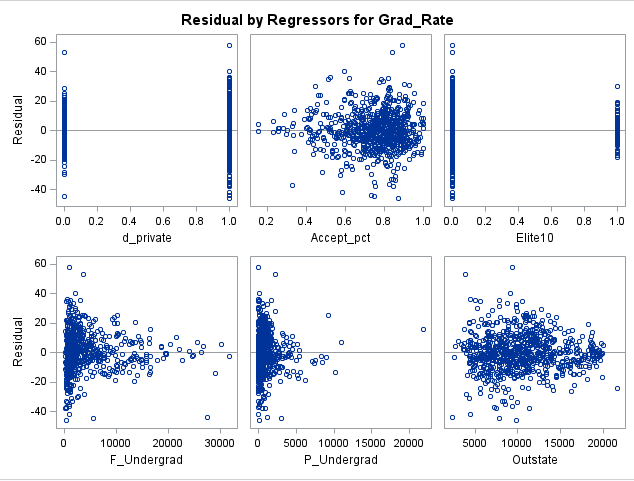 Residual by Regressors for Grad_Rate
Residual
60
40
20
0
-20
-40
0.0 0.2 0.4 0.6 0.8 1.0
d_private
0.2 0.4 0.6 0.8 1.0
Accept_pct
0.0 0.2 0.4 0.6 0.8 1.0
Elite10
Residual
60
40
20
0
-20
-40
0 10000 20000 30000
F_Undergrad
0 5000 10000 15000 20000
P_Undergrad
5000 10000 15000 20000
Outstate